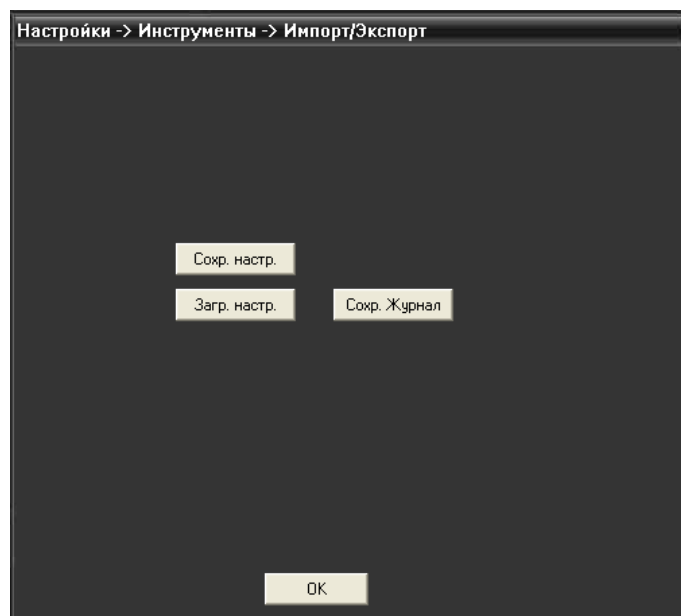 Настройки -> Инструменты -> Импорт/Экспорт
Сохр. настр.
Загр. настр. Сохр. Журнал
OK